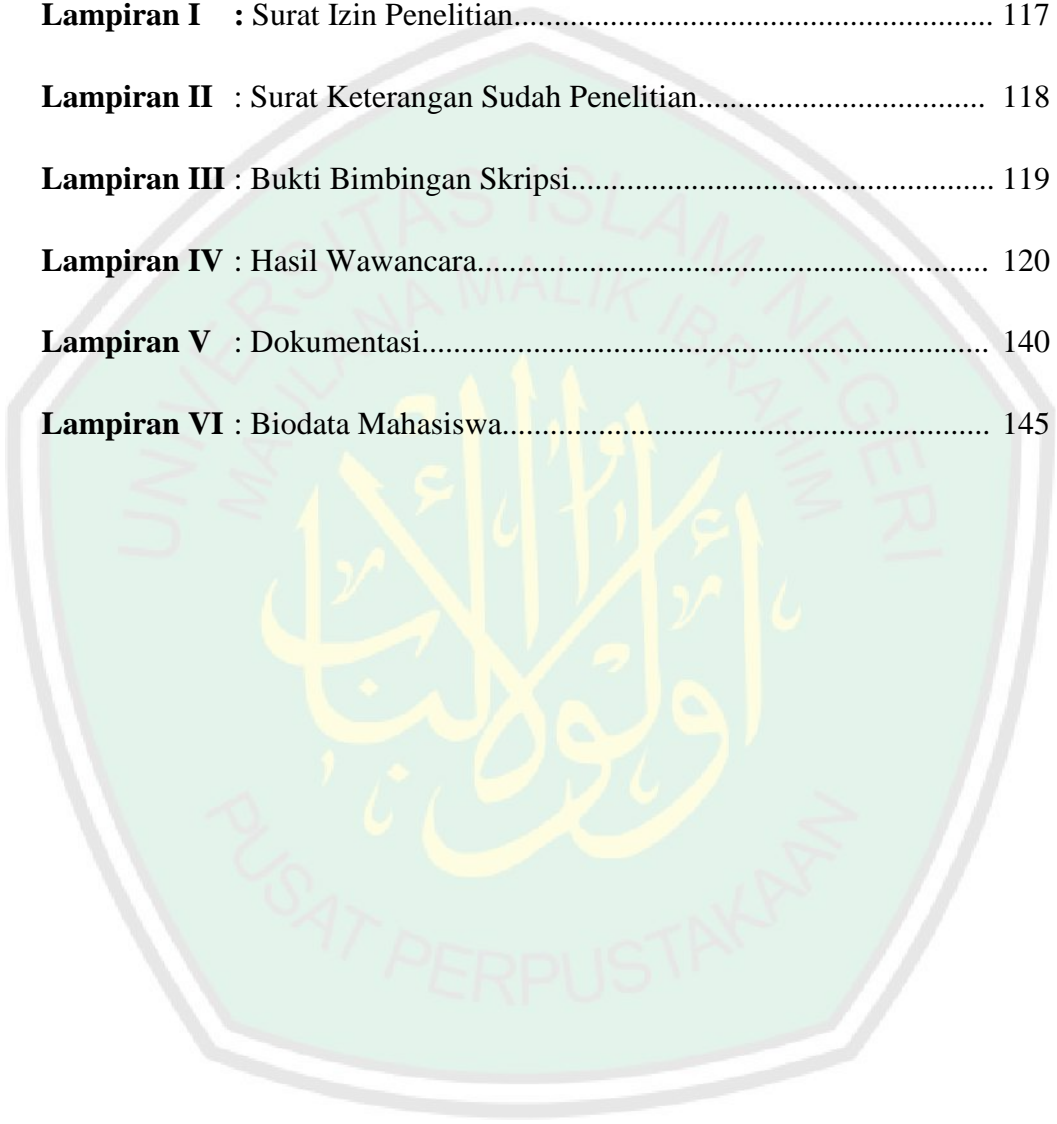 Lampiran I : Surat Izin Penelitian............................................................ 117
Lampiran II : Surat Keterangan Sudah Penelitian.................................... 118
Lampiran III : Bukti Bimbingan Skripsi..................................................... 119
Lampiran IV : Hasil Wawancara................................................................ 120
Lampiran V : Dokumentasi....................................................................... 140
Lampiran VI : Biodata Mahasiswa............................................................. 145
UNIVERSITAS ISLAM NEGERI
MAULANA MALIK IBRAHIM
أولوا الألباب
PUSAT PERPUSTAKAAN